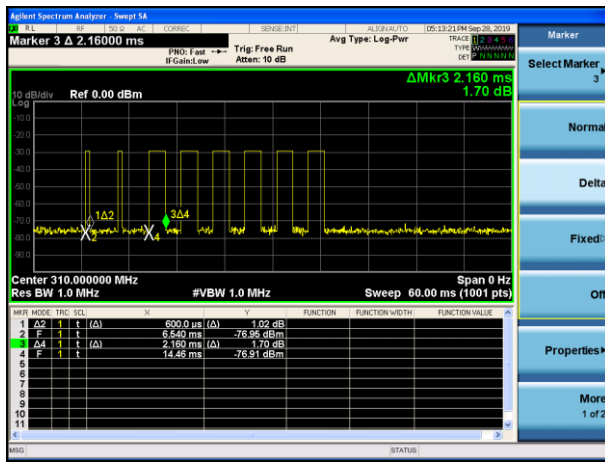 Agilent Spectrum Analyzer - Swept SA
RL RF 50 Ω AC CORREC SENSE:INT ALIGNAUTO 05:13:21 PM Sep 28, 2019
Marker 3 Δ 2.16000 ms
PNO: Fast
IFGain:Low
Trig: Free Run
Atten: 10 dB
Avg Type: Log-Pwr
TRACE 1 2 3 4 5 6
TYPE
DET P N N N N N
Marker
Select Marker
3
Normal
Delta
Fixed
Off
Properties
More
1 of 2
ΔMkr3 2.160 ms
1.70 dB
10 dB/div Ref 0.00 dBm
Log
-10.0
-20.0
-30.0
-40.0
-50.0
-60.0
-70.0
-80.0
-90.0
1Δ2
3Δ4
2
4
Center 310.000000 MHz Span 0 Hz
Res BW 1.0 MHz #VBW 1.0 MHz Sweep 60.00 ms (1001 pts)
MKR MODE TRC SCL X Y FUNCTION FUNCTION WIDTH FUNCTION VALUE
1 Δ2 1 t (Δ) 600.0 µs (Δ) 1.02 dB
2 F 1 t 6.540 ms -76.95 dBm
3 Δ4 1 t (Δ) 2.160 ms (Δ) 1.70 dB
4 F 1 t 14.46 ms -76.91 dBm
5
6
7
8
9
10
11
MSG STATUS